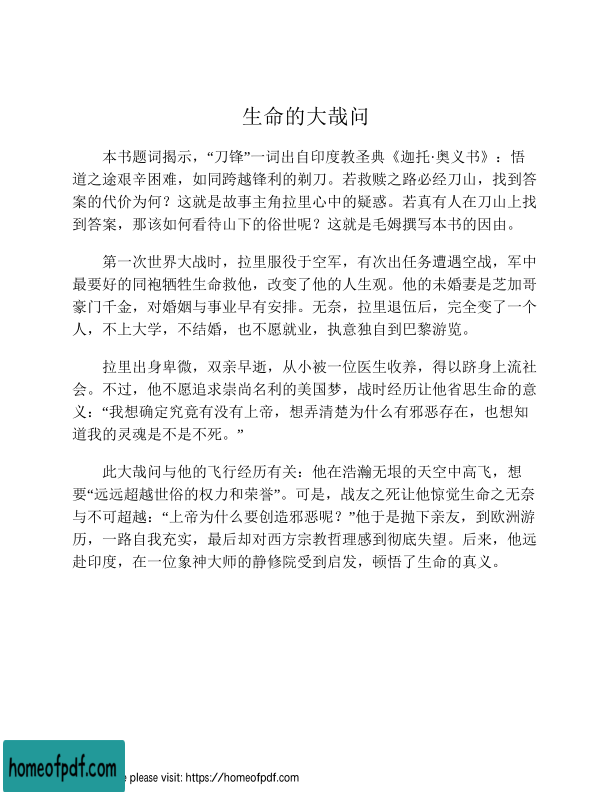 生命的大哉问
本书题词揭示，“刀锋”一词出自印度教圣典《迦托·奥义书》：悟
道之途艰辛困难，如同跨越锋利的剃刀。若救赎之路必经刀山，找到答
案的代价为何？这就是故事主角拉里心中的疑惑。若真有人在刀山上找
到答案，那该如何看待山下的俗世呢？这就是毛姆撰写本书的因由。
第一次世界大战时，拉里服役于空军，有次出任务遭遇空战，军中
最要好的同袍牺牲生命救他，改变了他的人生观。他的未婚妻是芝加哥
豪门千金，对婚姻与事业早有安排。无奈，拉里退伍后，完全变了一个
人，不上大学，不结婚，也不愿就业，执意独自到巴黎游览。
拉里出身卑微，双亲早逝，从小被一位医生收养，得以跻身上流社
会。不过，他不愿追求崇尚名利的美国梦，战时经历让他省思生命的意
义：“我想确定究竟有没有上帝，想弄清楚为什么有邪恶存在，也想知
道我的灵魂是不是不死。”
此大哉问与他的飞行经历有关：他在浩瀚无垠的天空中高飞，想
要“远远超越世俗的权力和荣誉”。可是，战友之死让他惊觉生命之无奈
与不可超越：“上帝为什么要创造邪恶呢？”他于是抛下亲友，到欧洲游
历，一路自我充实，最后却对西方宗教哲理感到彻底失望。后来，他远
赴印度，在一位象神大师的静修院受到启发，顿悟了生命的真义。
homeofpdf.com
e please visit: https://homeofpdf.com